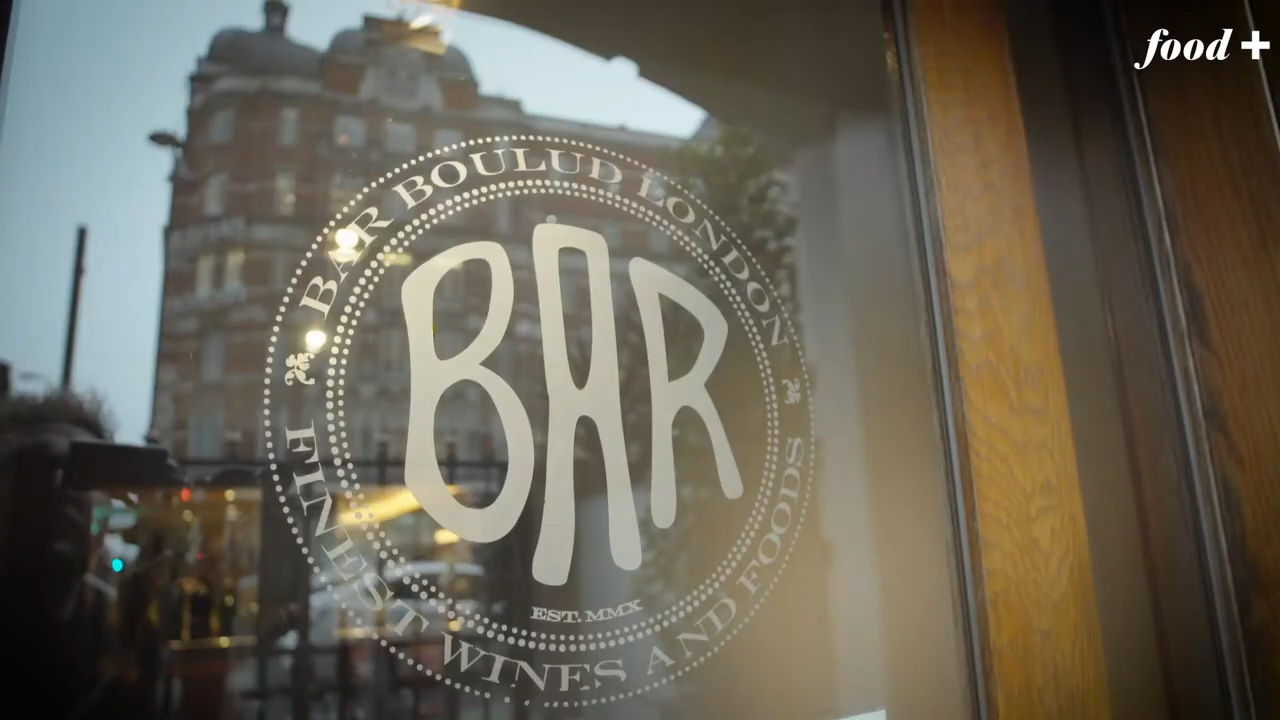 food +
BAR BOULUD LONDON
BAR
EST. MMX
FINEST WINES AND FOODS